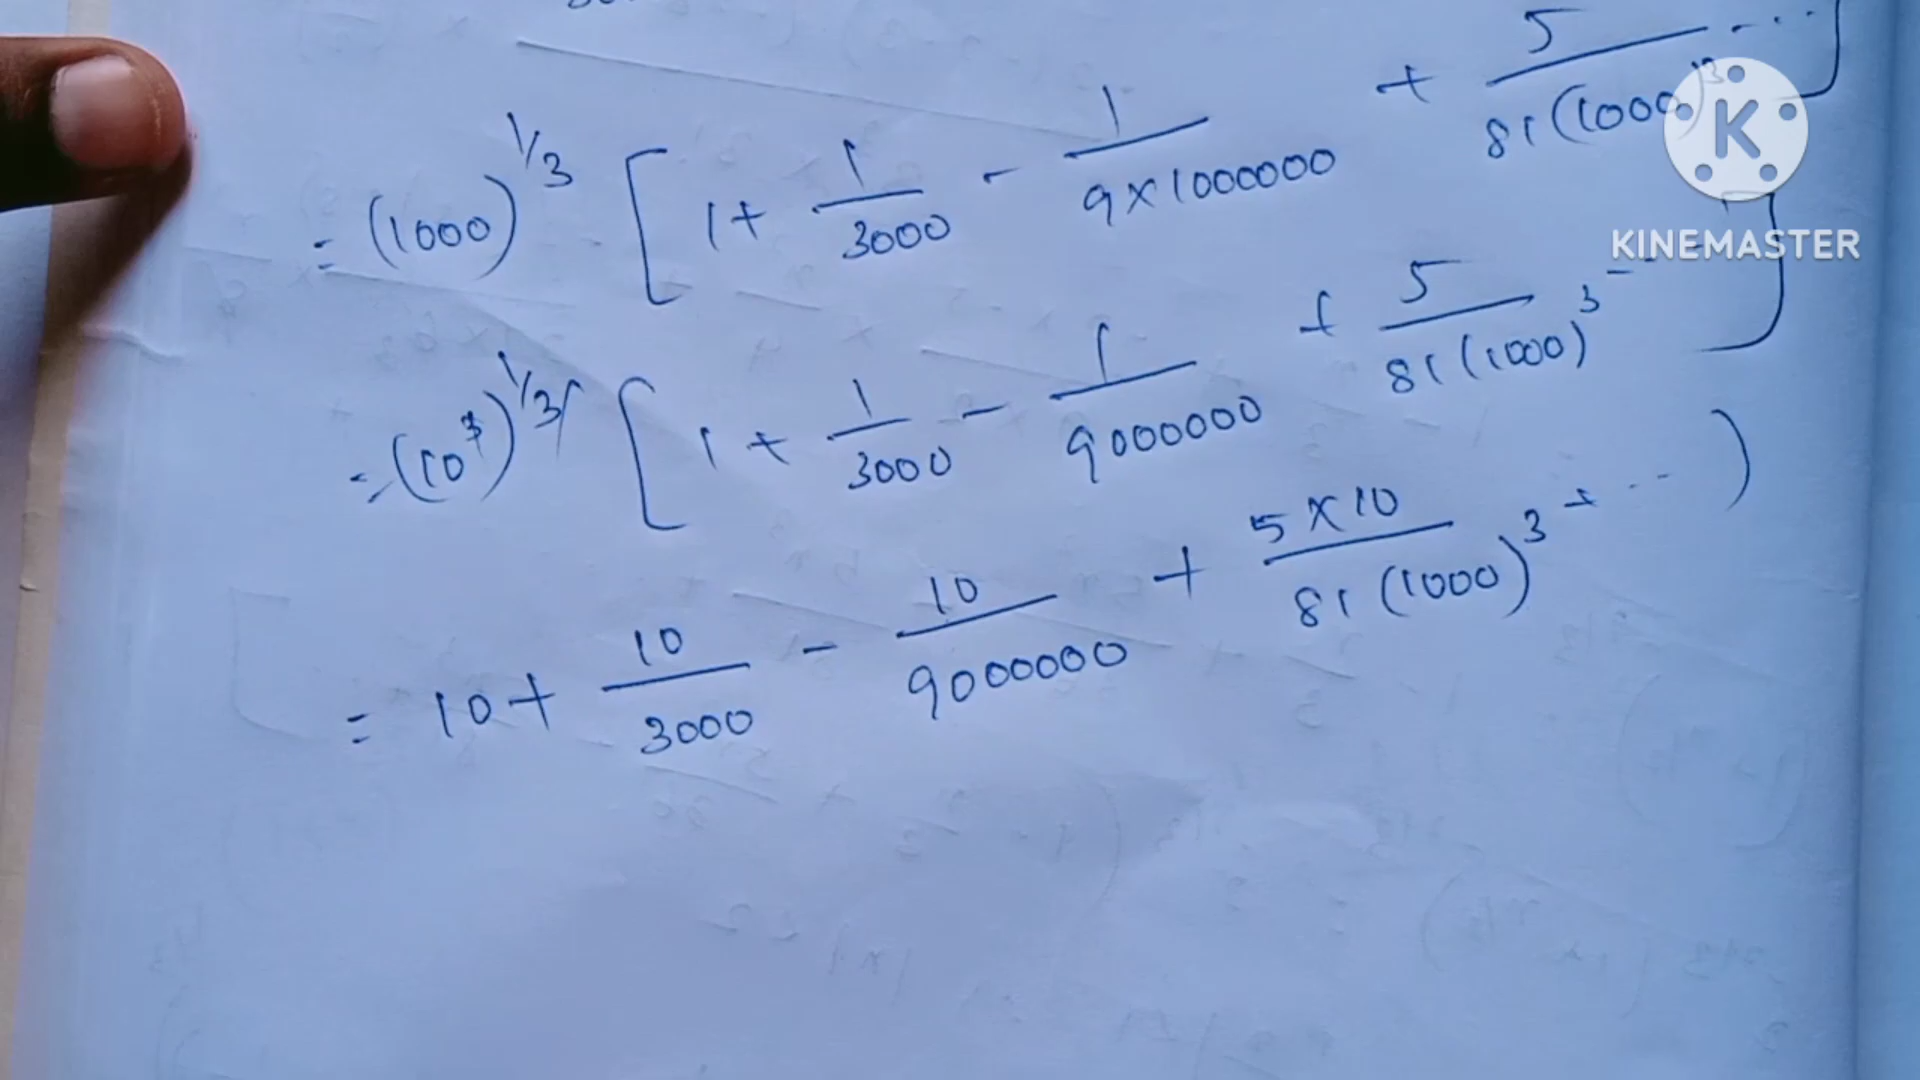 = (1000)^1/3 [ 1 + 1/3000 - 1/9×1000000 + 5/81(1000)^3 ... ]
= (10^3)^1/3 [ 1 + 1/3000 - 1/9000000 + 5/81(1000)^3 -- ]
= 10 + 10/3000 - 10/9000000 + 5×10/81(1000)^3 + ... )
KINEMASTER